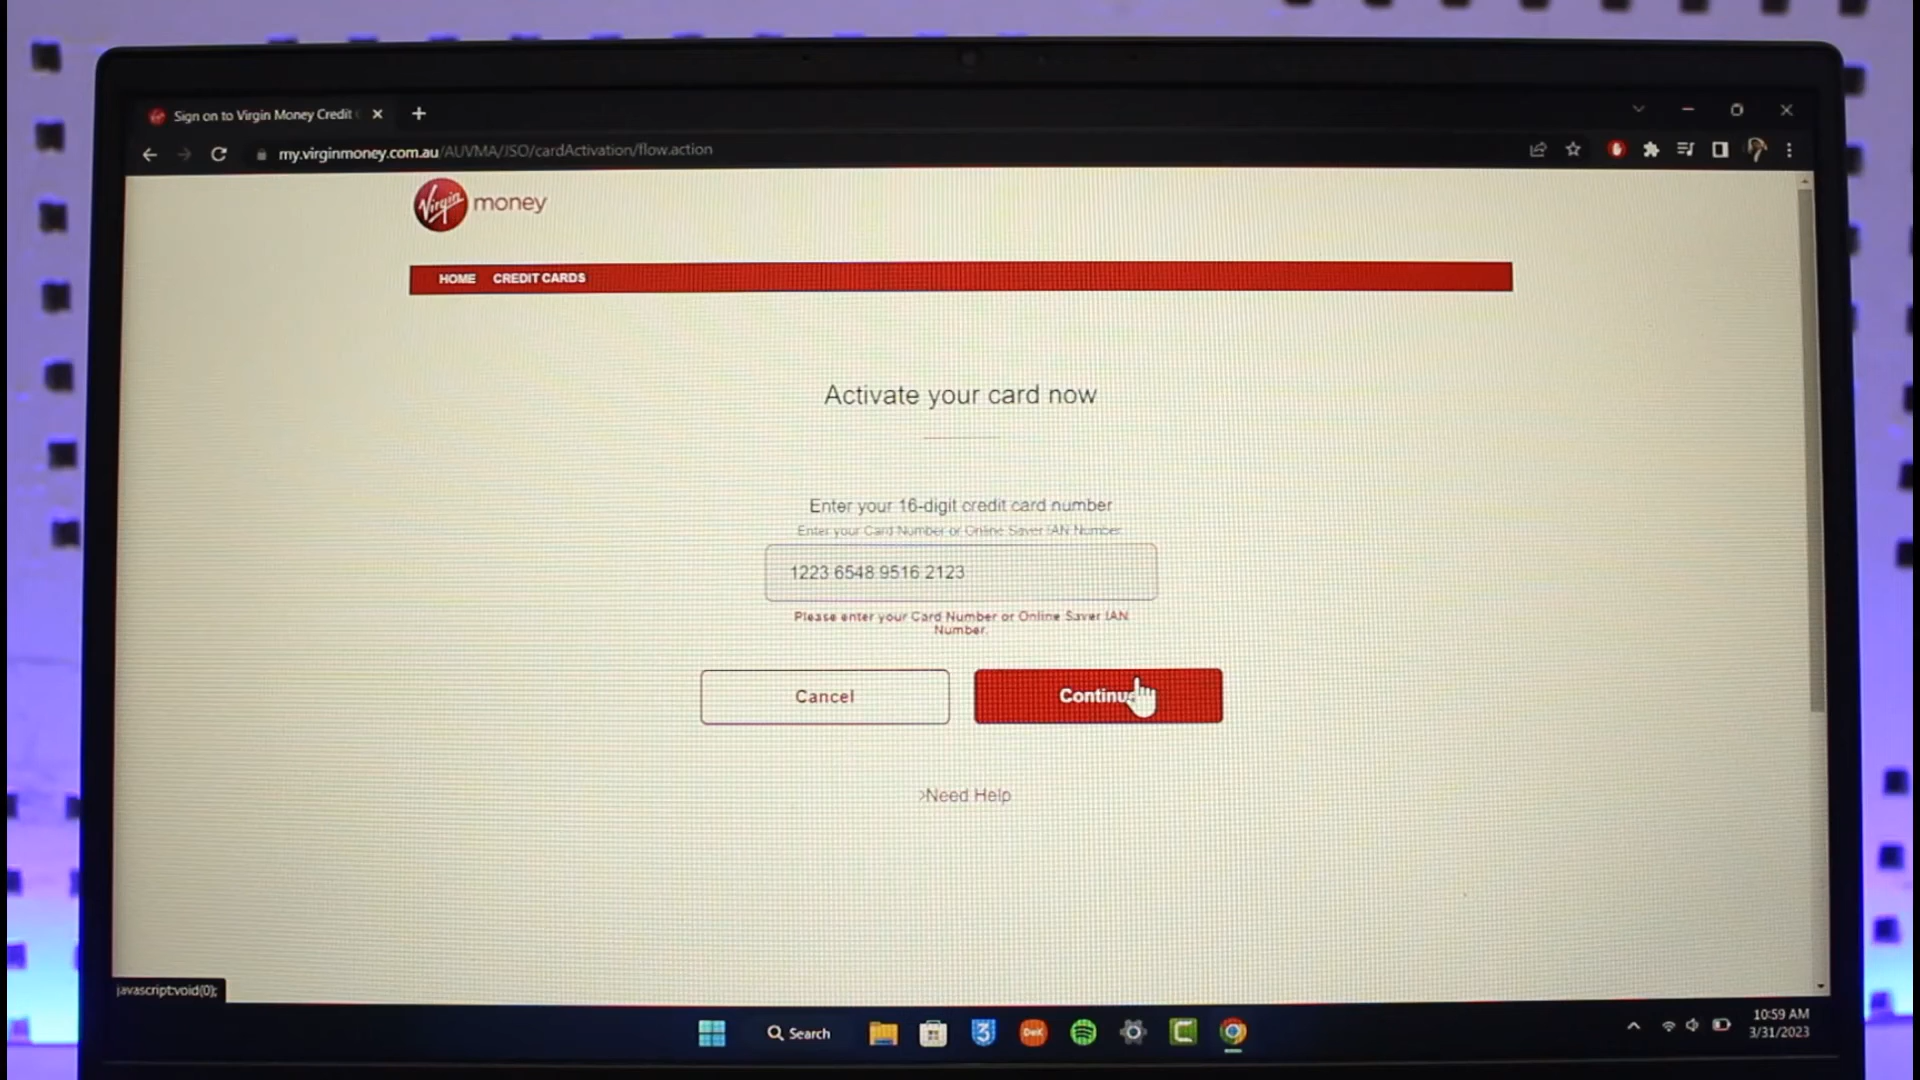 Sign on to Virgin Money Credit
my.virginmoney.com.au/AUVMA/JSO/cardActivation/flow.action
Virgin money
HOME CREDIT CARDS
Activate your card now
Enter your 16-digit credit card number
Enter your Card Number or Online Saver IAN Number
1223 6548 9516 2123
Please enter your Card Number or Online Saver IAN
Number.
Cancel
Continu
>Need Help
javascript:void(0);
Search
DeX
10:59 AM
3/31/2023